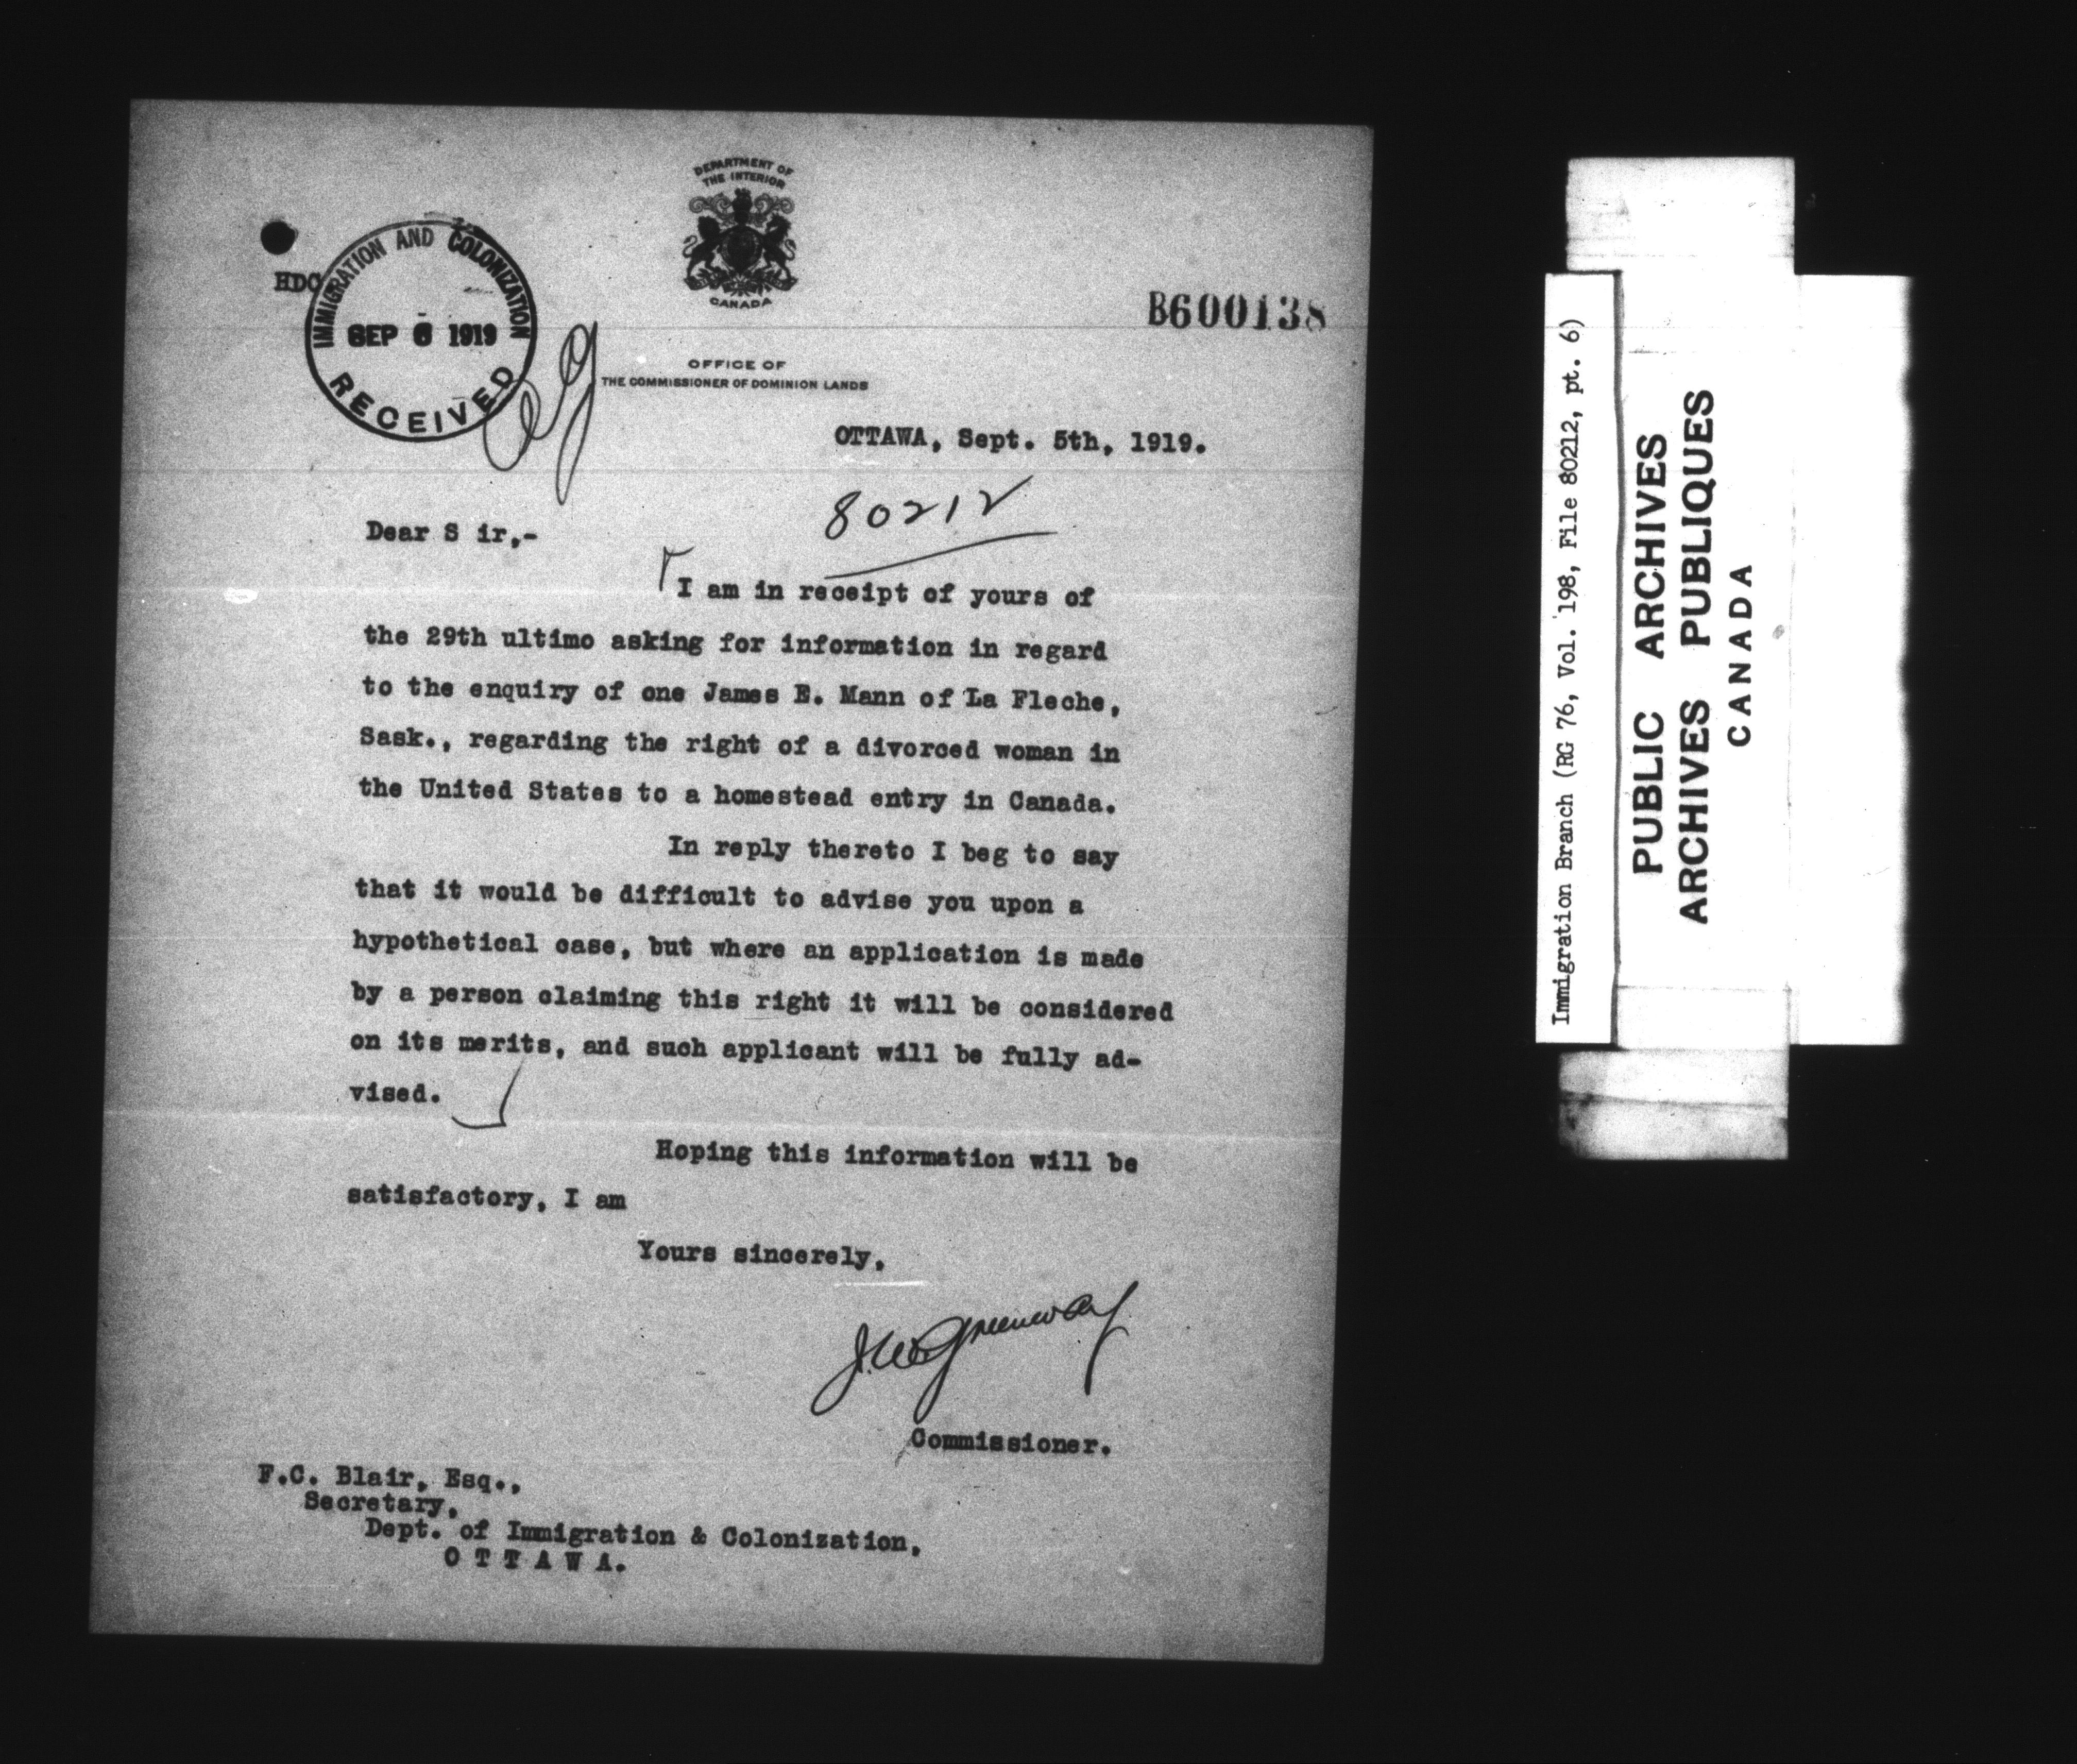 DEPARTMENT OF
THE INTERIOR
CANADA
HDC
IMMIGRATION AND COLONIZATION
SEP 6 1919
RECEIVED
B600138
OFFICE OF
THE COMMISSIONER OF DOMINION LANDS
OTTAWA, Sept. 5th, 1919.
80212
Dear S ir,-
I am in receipt of yours of
the 29th ultimo asking for information in regard
to the enquiry of one James E. Mann of La Fleche,
Sask., regarding the right of a divorced woman in
the United States to a homestead entry in Canada.
In reply thereto I beg to say
that it would be difficult to advise you upon a
hypothetical case, but where an application is made
by a person claiming this right it will be considered
on its merits, and such applicant will be fully ad-
vised.
Hoping this information will be
satisfactory, I am
Yours sincerely,
J.W. Greenway
Commissioner.
F.C. Blair, Esq.,
Secretary,
Dept. of Immigration & Colonization,
O T T A W A.
Immigration Branch (RG 76, Vol. 198, File 80212, pt. 6)
PUBLIC ARCHIVES
ARCHIVES PUBLIQUES
CANADA